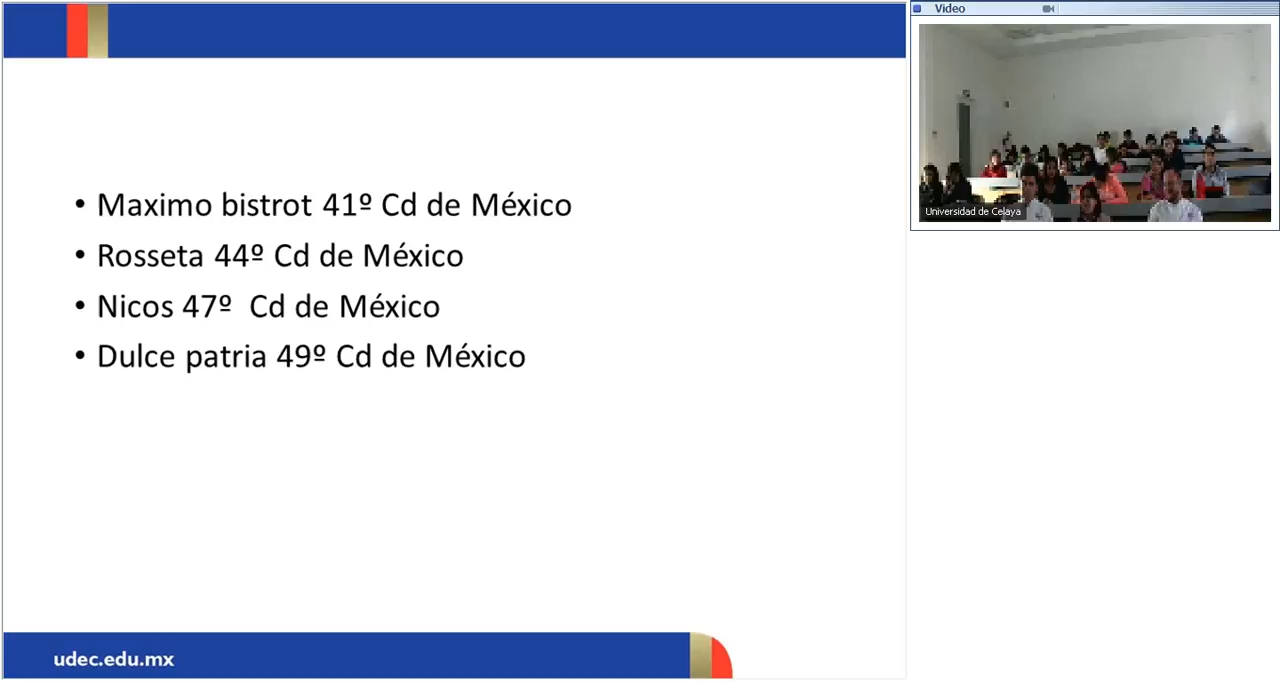 Video
Universidad de Celaya
• Maximo bistrot 41º Cd de México
• Rosseta 44º Cd de México
• Nicos 47º  Cd de México
• Dulce patria 49º Cd de México
udec.edu.mx